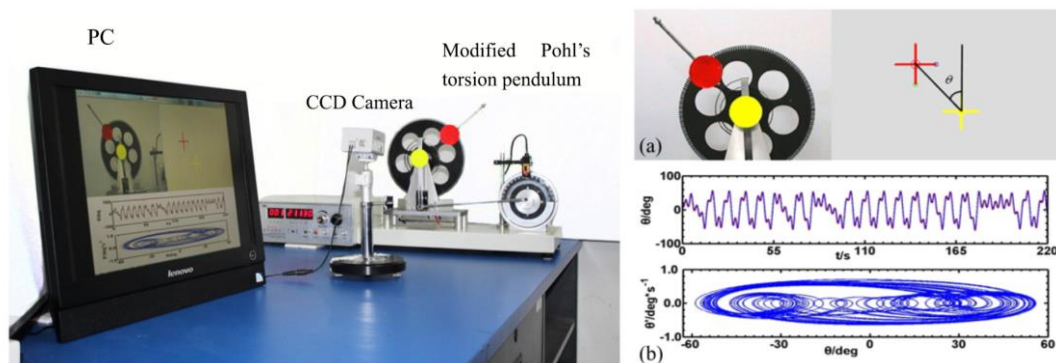 PC
Modified Pohl's
torsion pendulum
CCD Camera
lenovo
(a)
θ
100
0
-100
θ/deg
0 55 110 165 220
t/s
1.0
0.0
-1.0
θ'/deg*s⁻¹
-60 -30 0 30 60
θ/deg
(b)